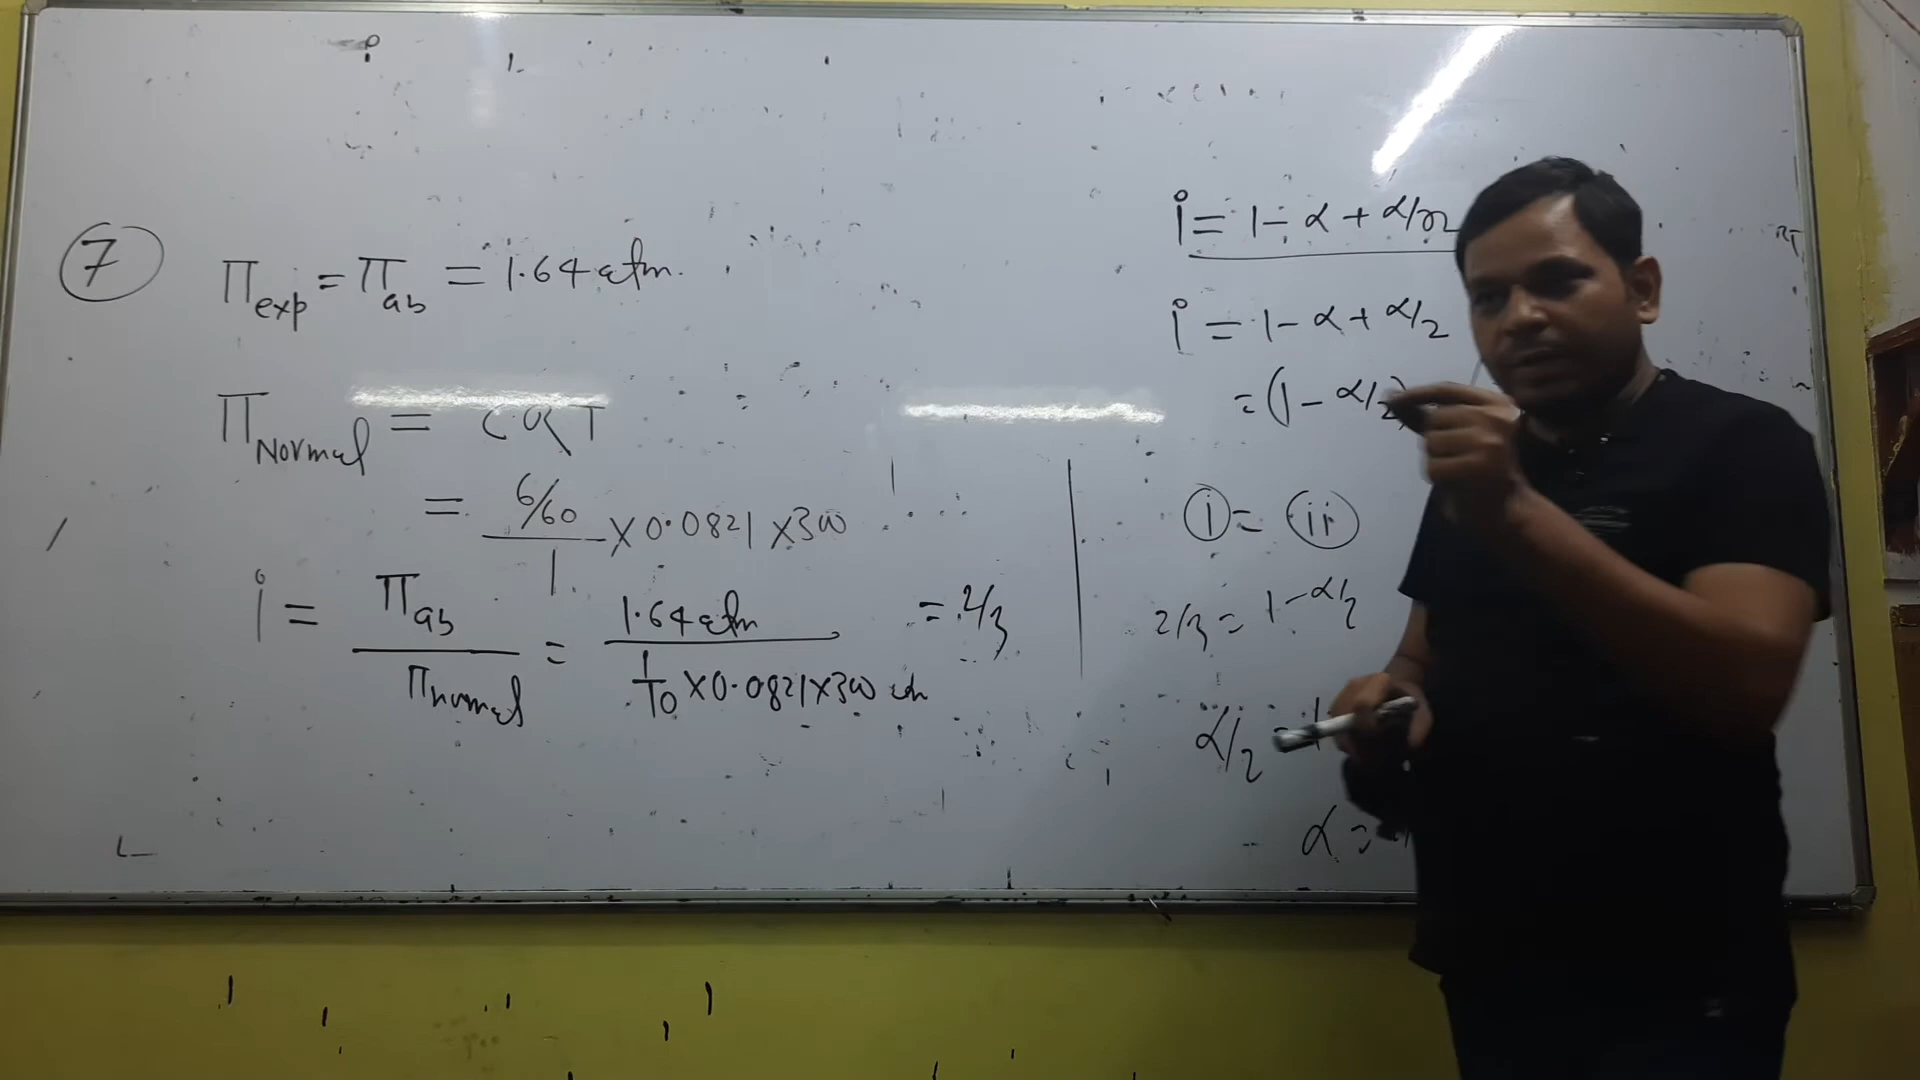 7
Π_exp = Π_ab = 1.64 atm.
Π_Normal = CRT
= 6/60 / 1 × 0.0821 × 300
i = Π_ab / Π_normal = 1.64 atm / 1/10 × 0.0821 × 300 = 2/3
i = 1 - α + α/n
i = 1 - α + α/2
= (1 - α/2)
i = ii
2/3 = 1 - α/2
α/2 = 1
α =